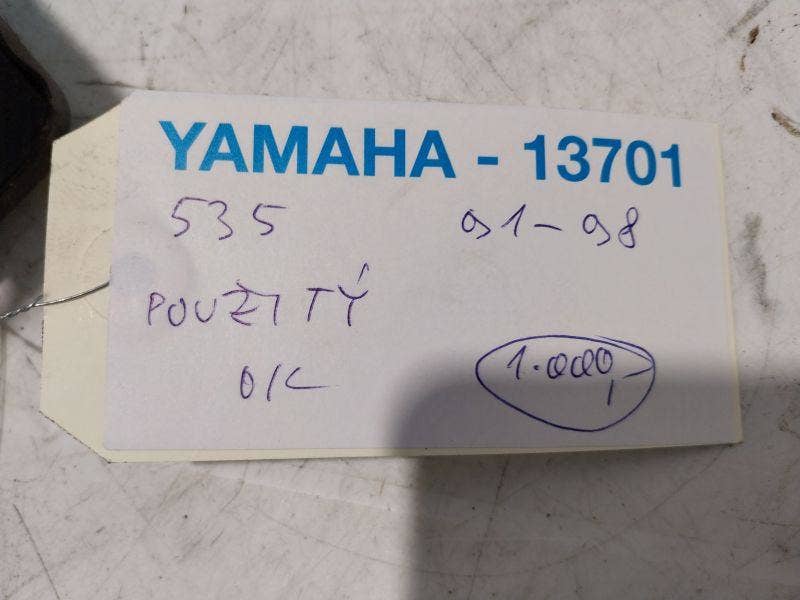 YAMAHA - 13701
535 91-98
POUŽITÝ
OK
1.000,-